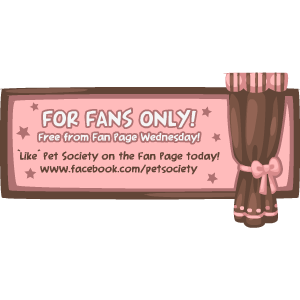 FOR FANS ONLY!
Free from Fan Page Wednesday!
"Like" Pet Society on the Fan Page today!
www.facebook.com/petsociety